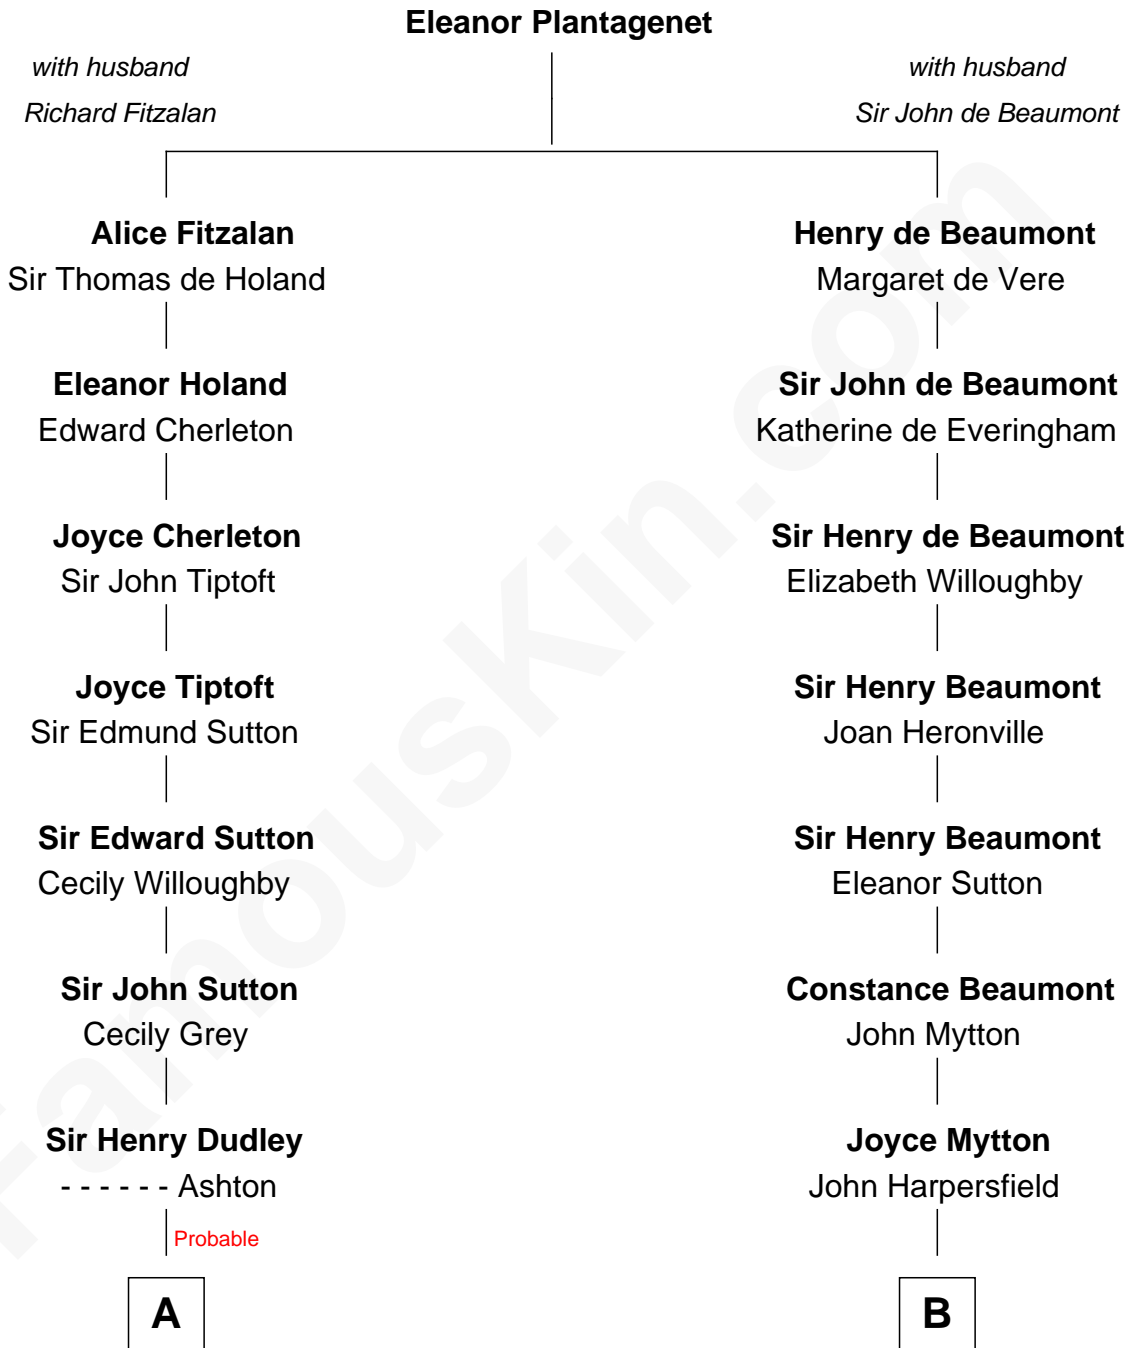 Eleanor Plantagenet
with husband
Richard Fitzalan
with husband
Sir John de Beaumont
Alice Fitzalan
Sir Thomas de Holand
Henry de Beaumont
Margaret de Vere
Eleanor Holand
Edward Cherleton
Sir John de Beaumont
Katherine de Everingham
Joyce Cherleton
Sir John Tiptoft
Sir Henry de Beaumont
Elizabeth Willoughby
Joyce Tiptoft
Sir Edmund Sutton
Sir Henry Beaumont
Joan Heronville
Sir Edward Sutton
Cecily Willoughby
Sir Henry Beaumont
Eleanor Sutton
Sir John Sutton
Cecily Grey
Constance Beaumont
John Mytton
Sir Henry Dudley
- - - - - - Ashton
Probable
Joyce Mytton
John Harpersfield
A
B
FamousKin.com